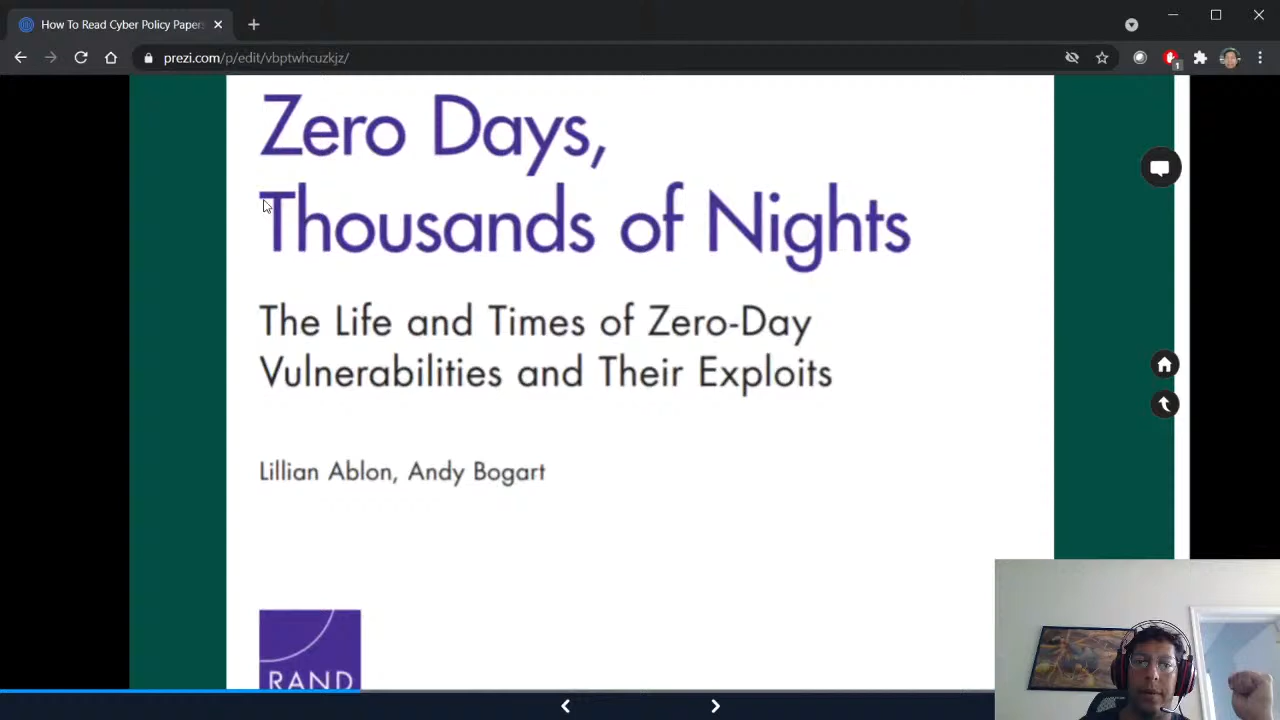 How To Read Cyber Policy Paper
prezi.com/p/edit/vbptwhcuzkjz/
1
Zero Days,
Thousands of Nights
The Life and Times of Zero-Day
Vulnerabilities and Their Exploits
Lillian Ablon, Andy Bogart
RAND